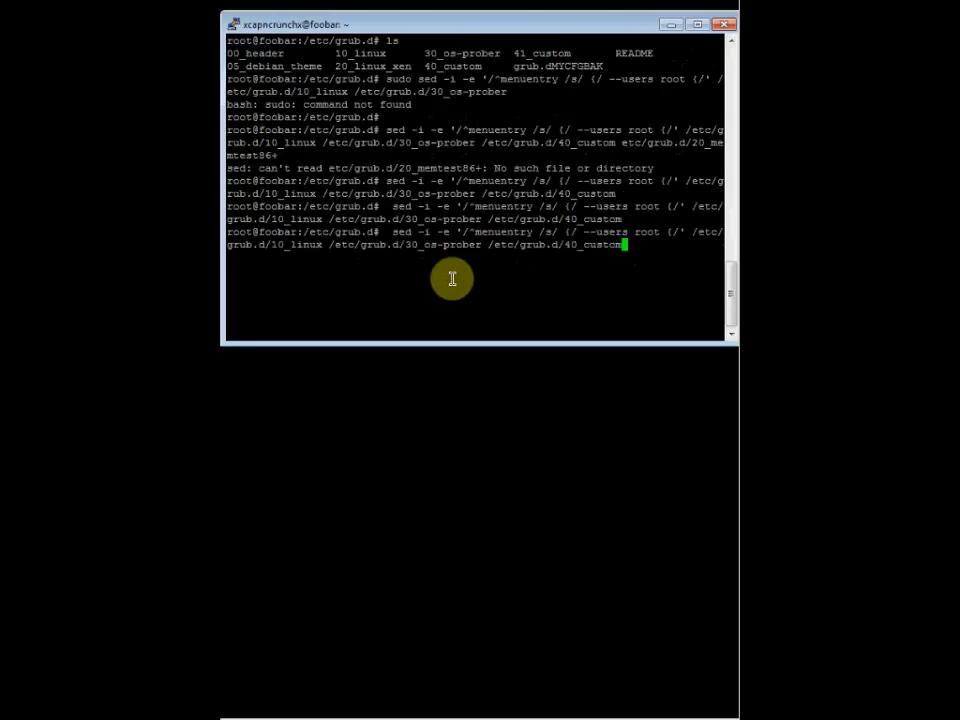 xcapncrunchx@foobar: ~
root@foobar:/etc/grub.d# ls
00_header        10_linux      30_os-prober  41_custom      README
05_debian_theme  20_linux_xen  40_custom     grub.dMYCFGBAK
root@foobar:/etc/grub.d# sudo sed -i -e '/^menuentry /s/ {/ --users root {/' /
etc/grub.d/10_linux /etc/grub.d/30_os-prober
bash: sudo: command not found
root@foobar:/etc/grub.d#
root@foobar:/etc/grub.d# sed -i -e '/^menuentry /s/ {/ --users root {/' /etc/g
rub.d/10_linux /etc/grub.d/30_os-prober /etc/grub.d/40_custom etc/grub.d/20_me
mtest86+
sed: can't read etc/grub.d/20_memtest86+: No such file or directory
root@foobar:/etc/grub.d# sed -i -e '/^menuentry /s/ {/ --users root {/' /etc/g
rub.d/10_linux /etc/grub.d/30_os-prober /etc/grub.d/40_custom
root@foobar:/etc/grub.d#  sed -i -e '/^menuentry /s/ {/ --users root {/' /etc/
grub.d/10_linux /etc/grub.d/30_os-prober /etc/grub.d/40_custom
root@foobar:/etc/grub.d#  sed -i -e '/^menuentry /s/ {/ --users root {/' /etc/
grub.d/10_linux /etc/grub.d/30_os-prober /etc/grub.d/40_custom